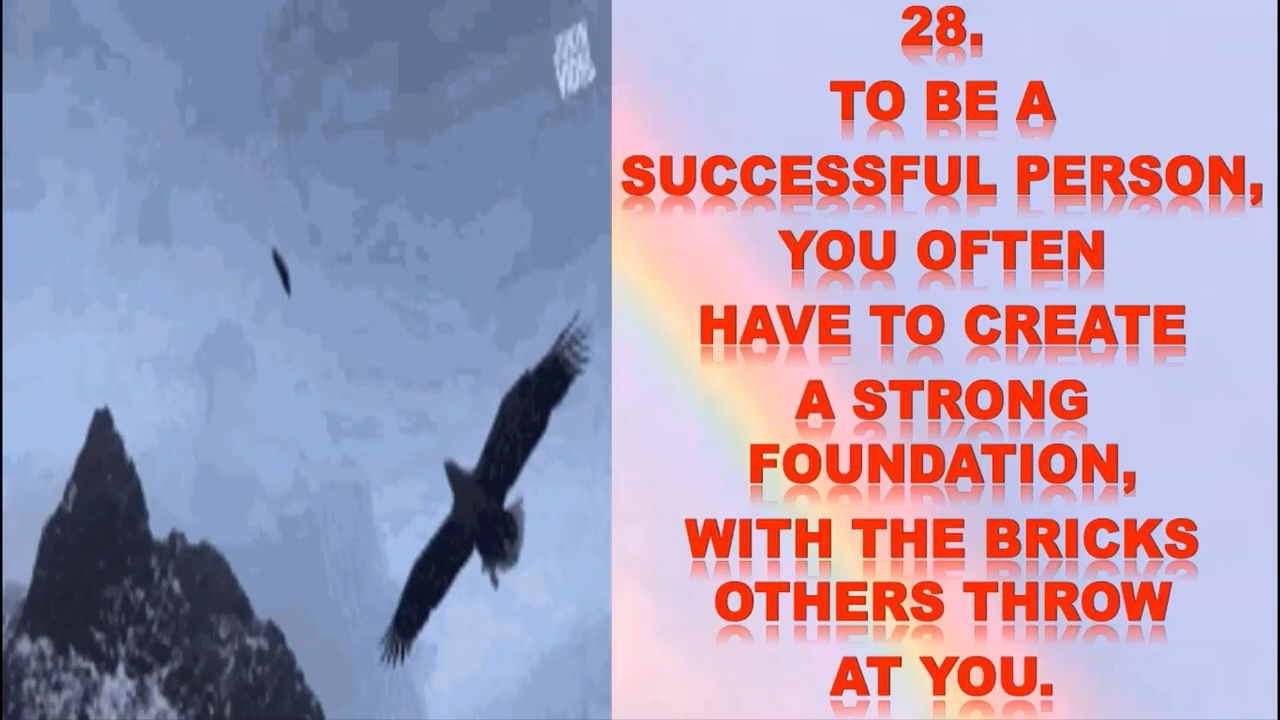 28.
TO BE A
SUCCESSFUL PERSON,
YOU OFTEN
HAVE TO CREATE
A STRONG
FOUNDATION,
WITH THE BRICKS
OTHERS THROW
AT YOU.